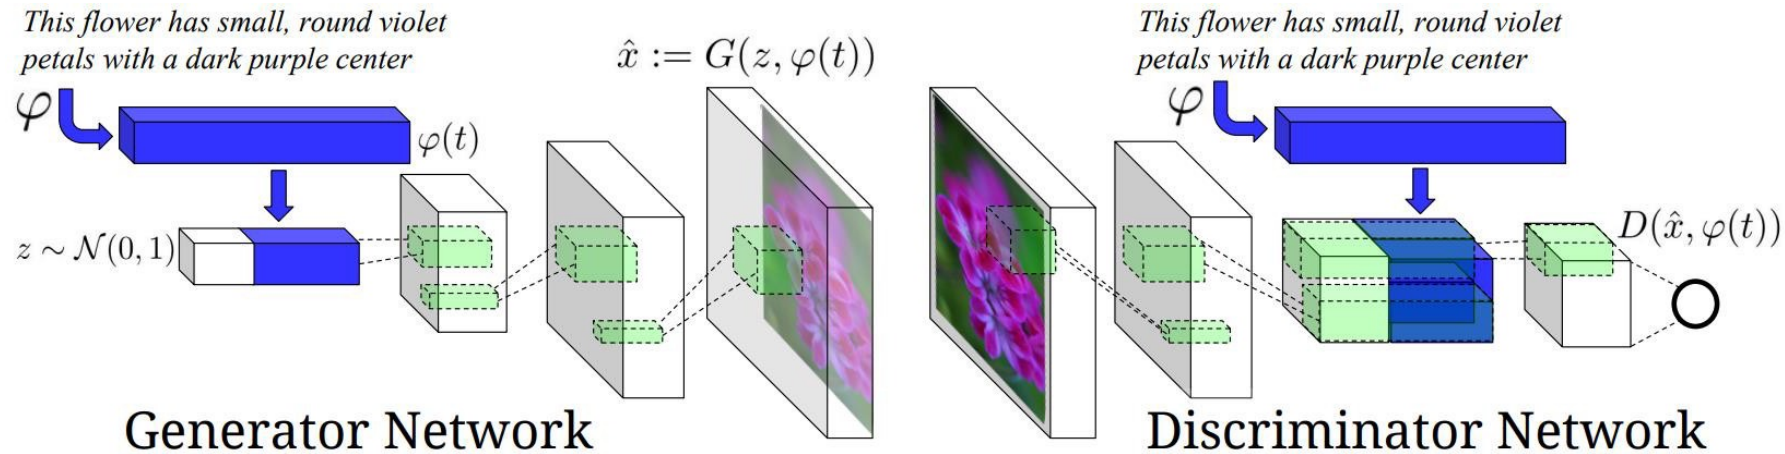 This flower has small, round violet
petals with a dark purple center
φ
φ(t)
z ∼ 𝒩(0, 1)
x̂ := G(z, φ(t))
Generator Network
This flower has small, round violet
petals with a dark purple center
φ
D(x̂, φ(t))
Discriminator Network